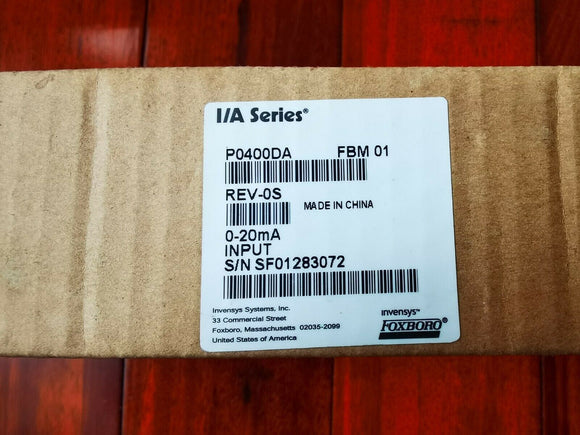 I/A Series®
P0400DA FBM 01
REV-0S MADE IN CHINA
0-20mA
INPUT
S/N SF01283072
Invensys Systems, Inc.
33 Commercial Street
Foxboro, Massachusetts 02035-2099
United States of America
invensys™
FOXBORO®